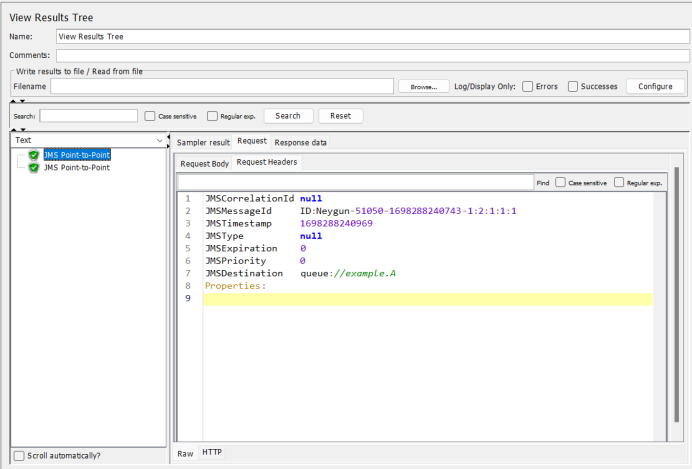 View Results Tree
Name: View Results Tree
Comments:
Write results to file / Read from file
Filename Browse... Log/Display Only: Errors Successes Configure
Search: Case sensitive Regular exp. Search Reset
Text
JMS Point-to-Point
JMS Point-to-Point
Scroll automatically?
Sampler result Request Response data
Request Body Request Headers
Find Case sensitive Regular exp.
1 JMSCorrelationId null
2 JMSMessageId ID:Neygun-51050-1698288240743-1:2:1:1:1
3 JMSTimestamp 1698288240969
4 JMSType null
5 JMSExpiration 0
6 JMSPriority 0
7 JMSDestination queue://example.A
8 Properties:
9
Raw HTTP